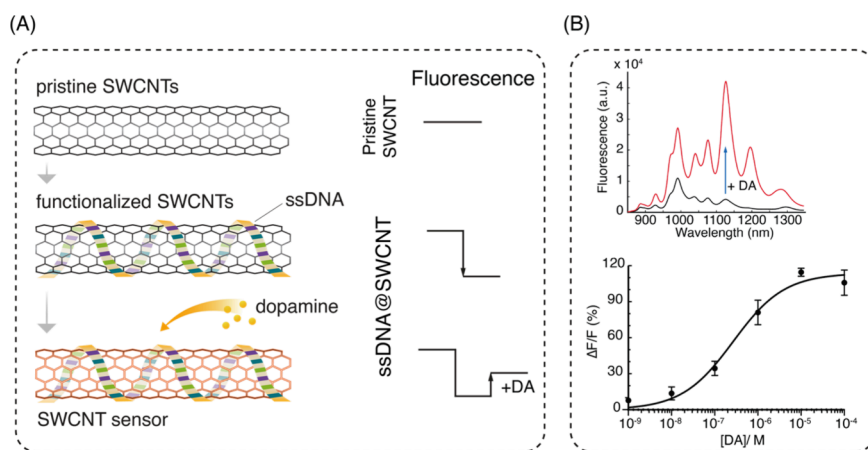 (A)
pristine SWCNTs
functionalized SWCNTs
ssDNA
dopamine
SWCNT sensor
Fluorescence
Pristine
SWCNT
ssDNA@SWCNT
+DA
(B)
x 10⁴
5
4
3
2
1
0
Fluorescence (a.u.)
+ DA
900 1000 1100 1200 1300
Wavelength (nm)
120
90
60
30
0
ΔF/F (%)
10⁻⁹ 10⁻⁸ 10⁻⁷ 10⁻⁶ 10⁻⁵ 10⁻⁴
[DA]/ M